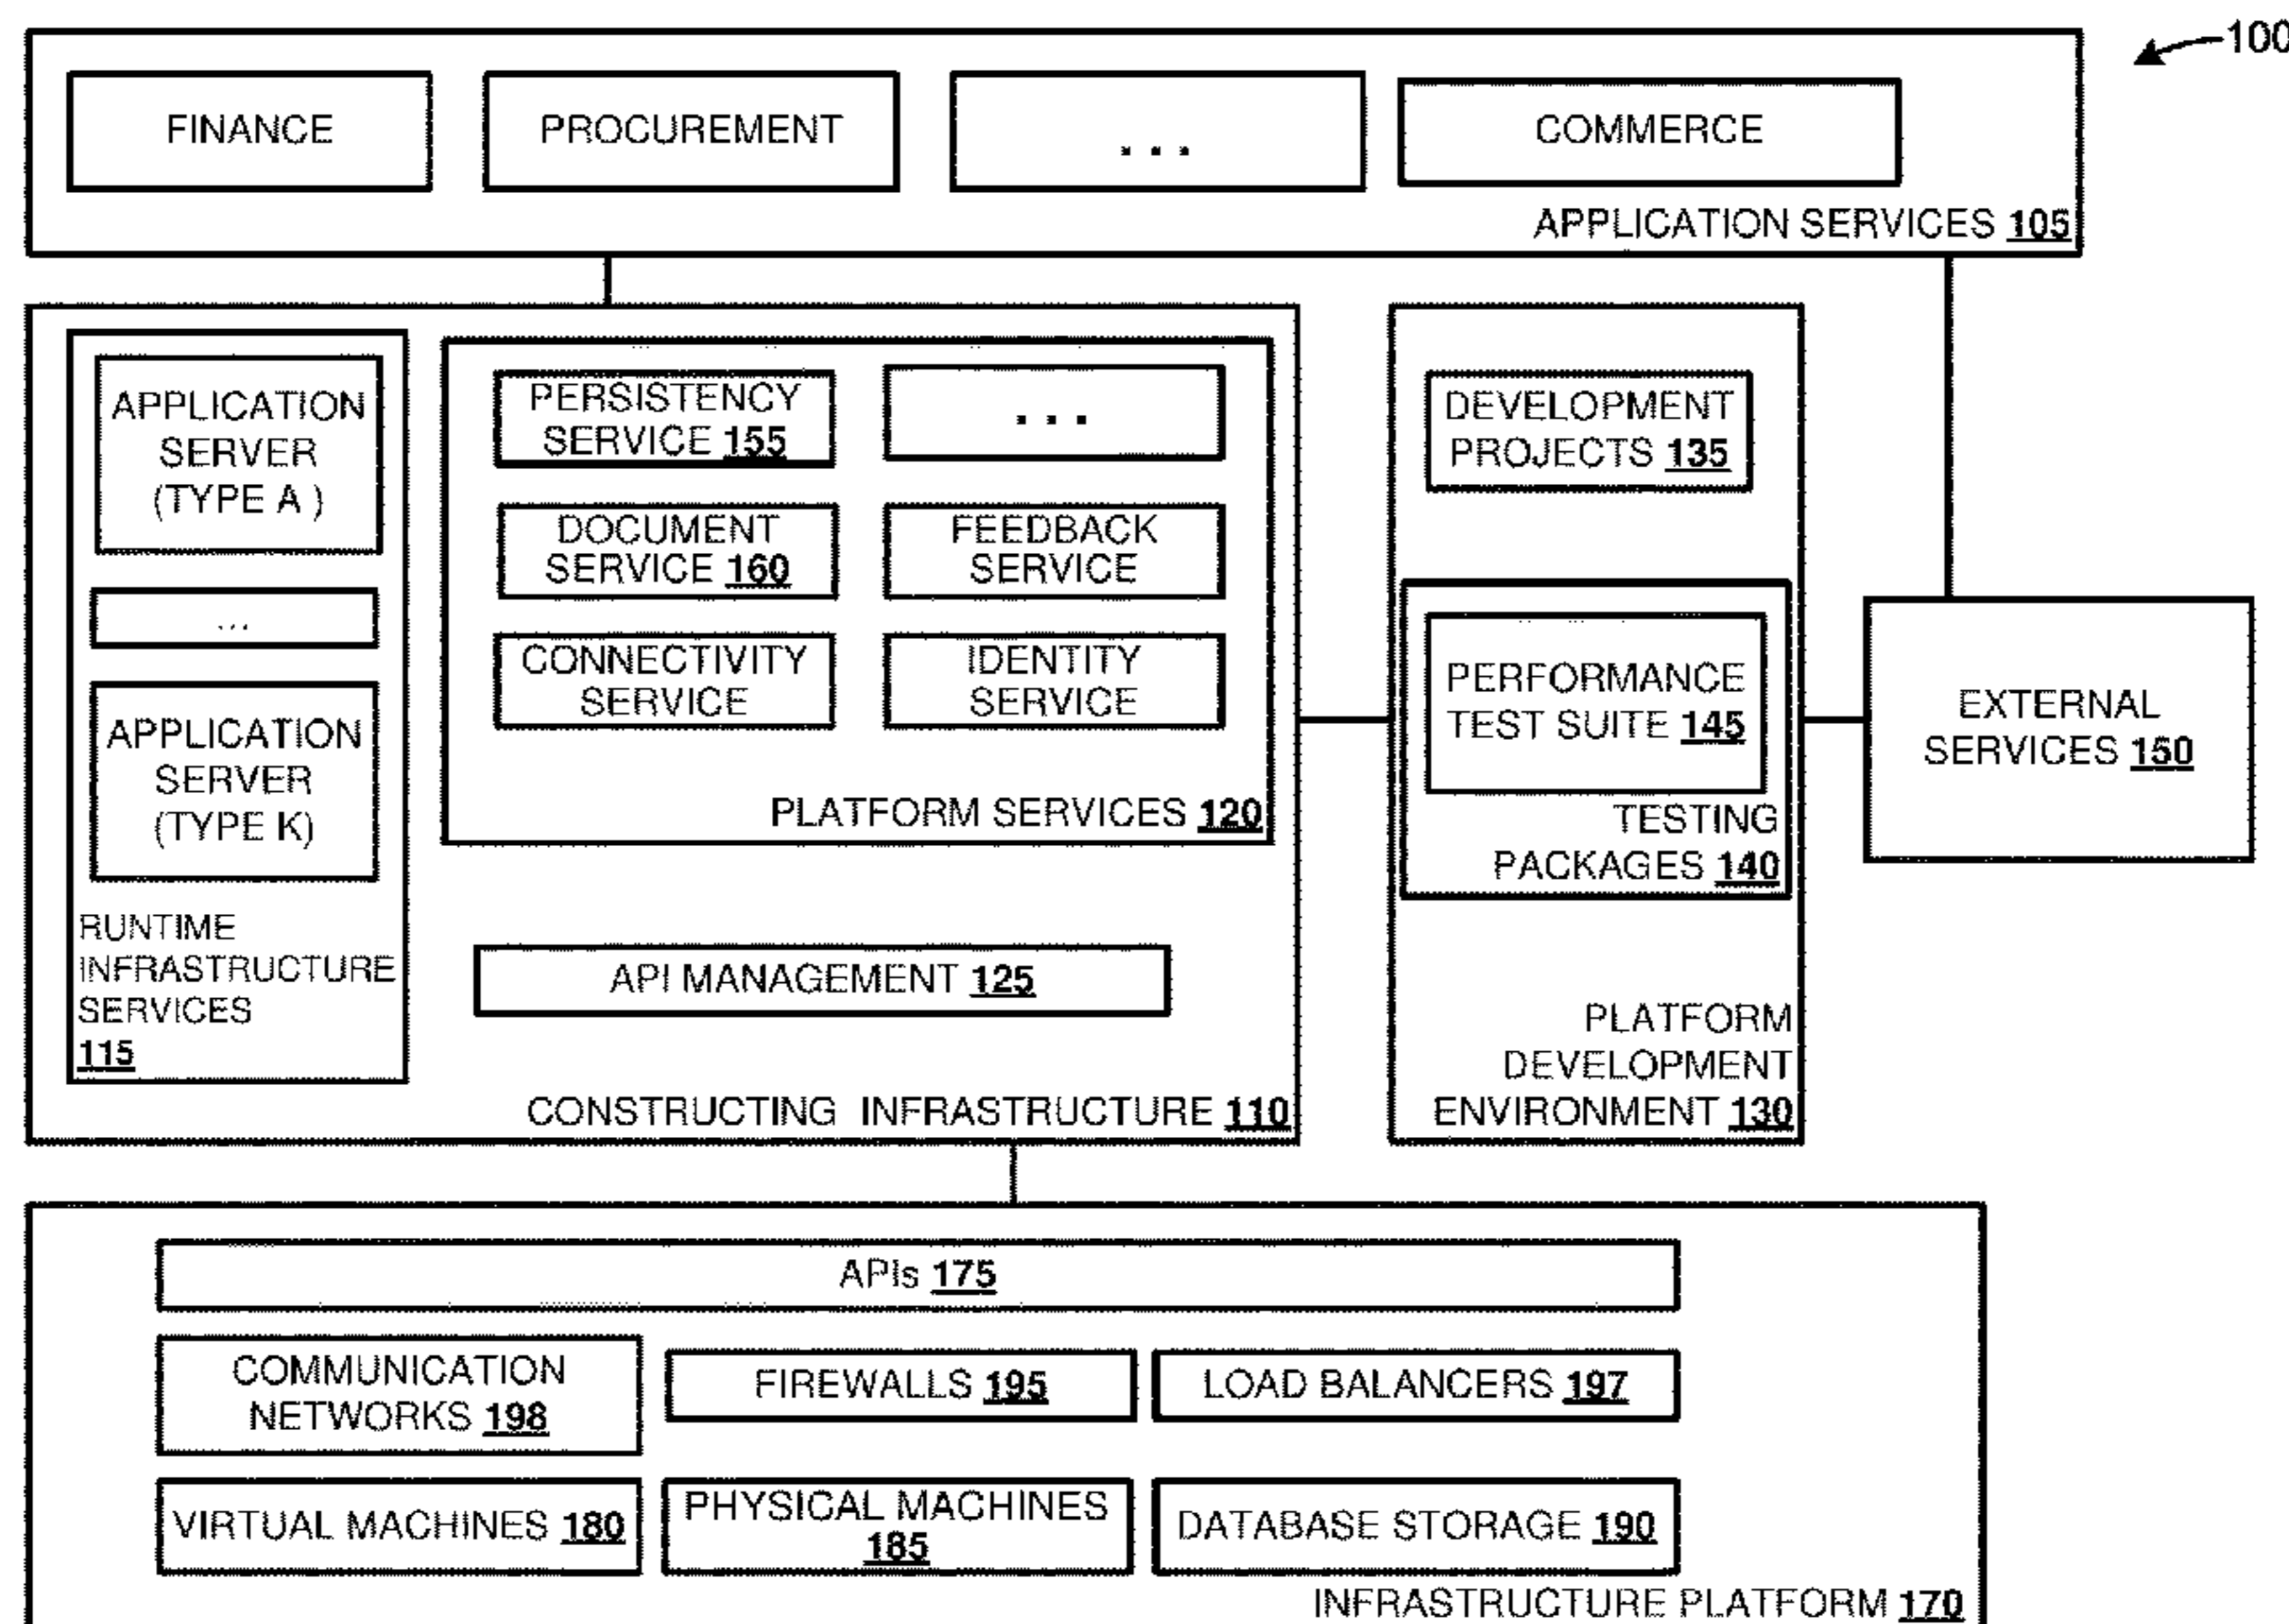 100
FINANCE
PROCUREMENT
...
COMMERCE
APPLICATION SERVICES 105
APPLICATION
SERVER
(TYPE A )
...
APPLICATION
SERVER
(TYPE K)
RUNTIME
INFRASTRUCTURE
SERVICES
115
PERSISTENCY
SERVICE 155
...
DOCUMENT
SERVICE 160
FEEDBACK
SERVICE
CONNECTIVITY
SERVICE
IDENTITY
SERVICE
PLATFORM SERVICES 120
API MANAGEMENT 125
CONSTRUCTING INFRASTRUCTURE 110
DEVELOPMENT
PROJECTS 135
PERFORMANCE
TEST SUITE 145
TESTING
PACKAGES 140
PLATFORM
DEVELOPMENT
ENVIRONMENT 130
EXTERNAL
SERVICES 150
APIs 175
COMMUNICATION
NETWORKS 198
FIREWALLS 195
LOAD BALANCERS 197
VIRTUAL MACHINES 180
PHYSICAL MACHINES
185
DATABASE STORAGE 190
INFRASTRUCTURE PLATFORM 170